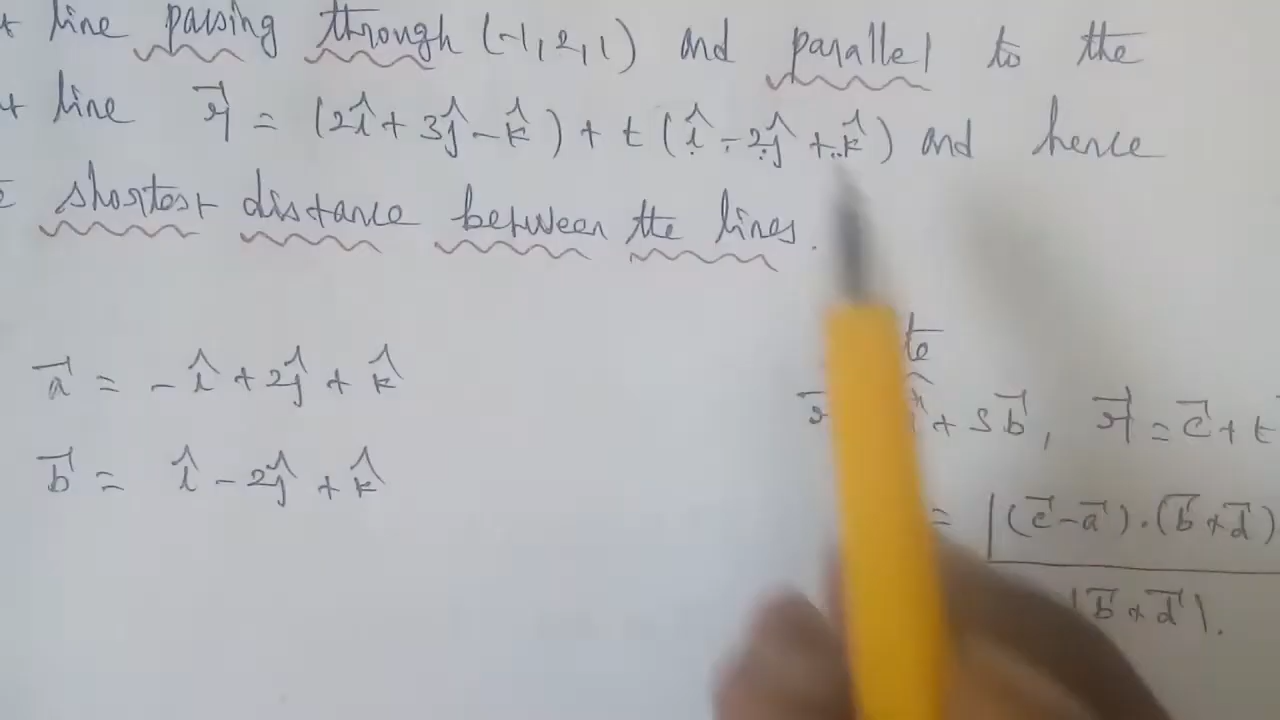 line passing through (-1, 2, 1) and parallel to the
line r⃗ = (2î + 3ĵ - k̂) + t (î - 2ĵ + k̂) and hence
shortest distance between the lines.
a⃗ = - î + 2ĵ + k̂
b⃗ = î - 2ĵ + k̂
+ s b⃗, r⃗ = c⃗ + t
= |(c⃗ - a⃗) . (b⃗ × d⃗)
|b⃗ × d⃗|.